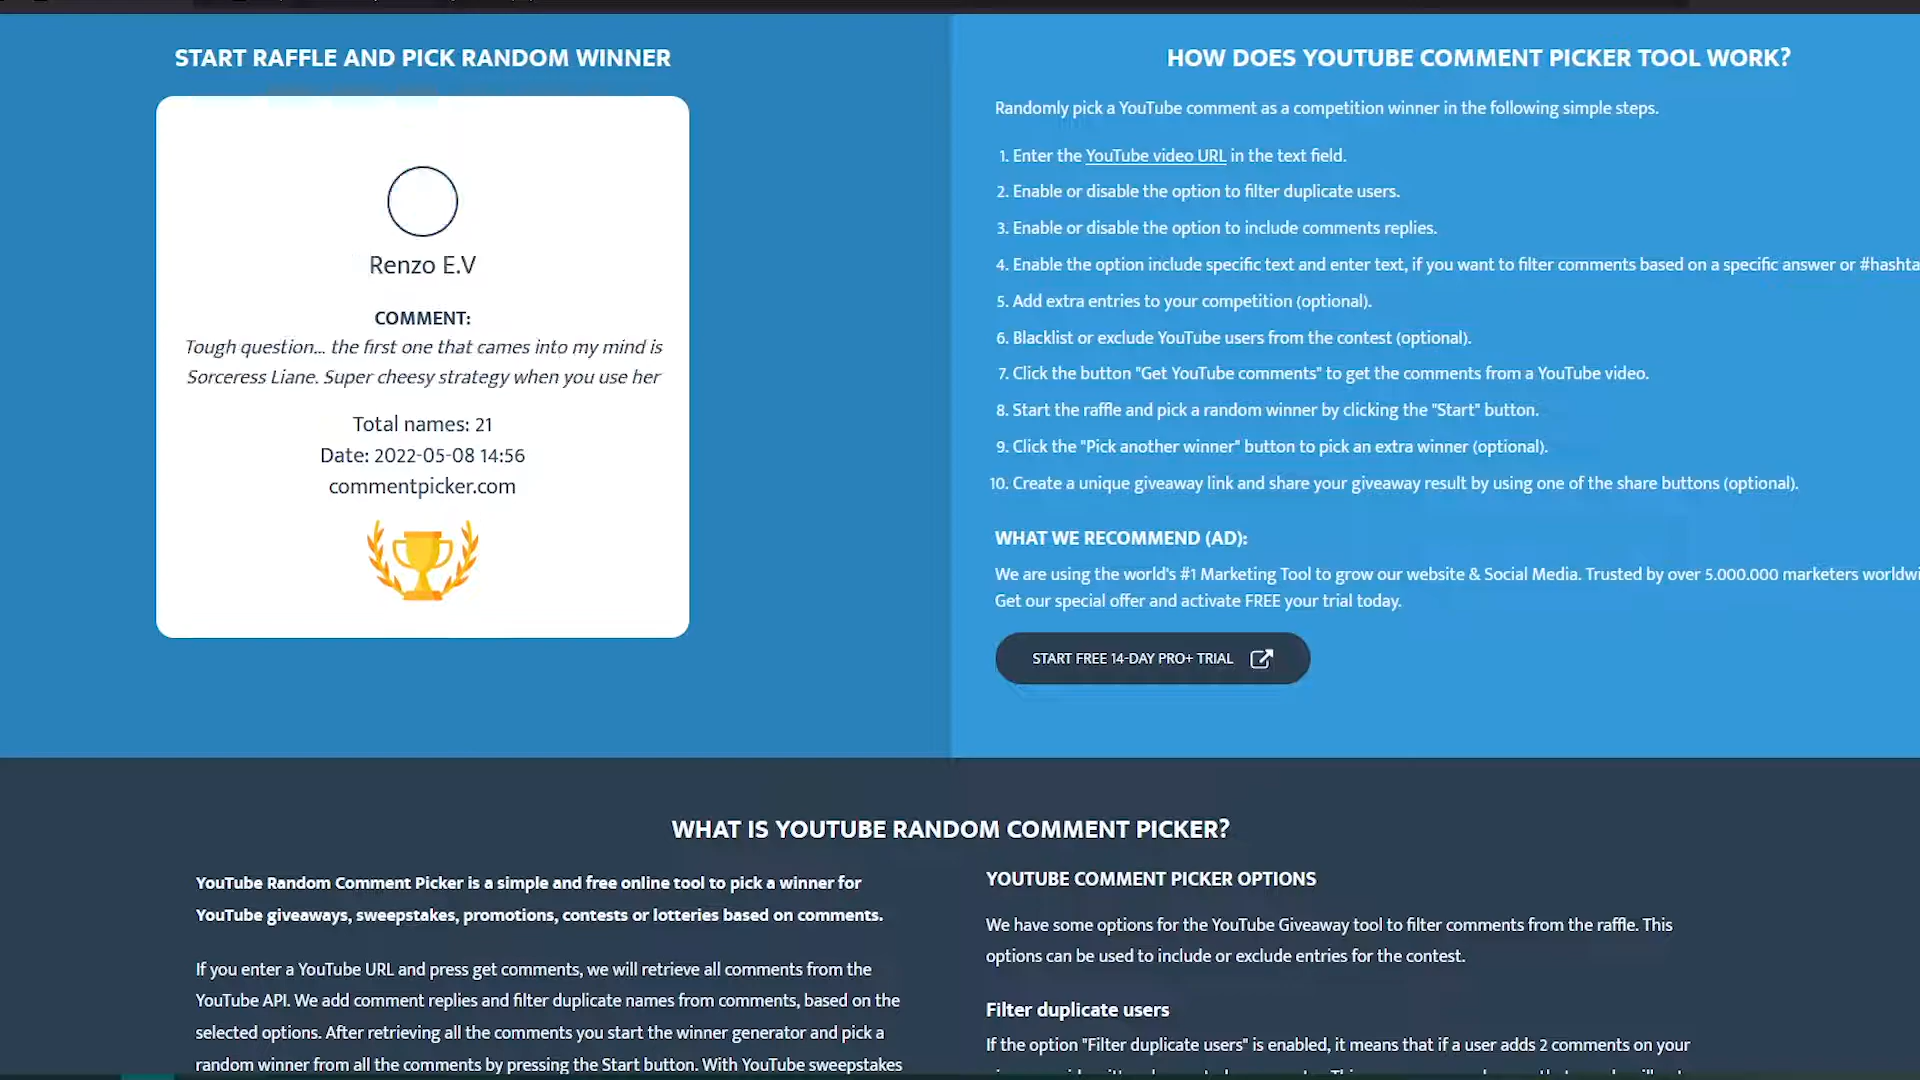 START RAFFLE AND PICK RANDOM WINNER
Renzo E.V
COMMENT:
Tough question... the first one that cames into my mind is
Sorceress Liane. Super cheesy strategy when you use her
Total names: 21
Date: 2022-05-08 14:56
commentpicker.com
HOW DOES YOUTUBE COMMENT PICKER TOOL WORK?
Randomly pick a YouTube comment as a competition winner in the following simple steps.
1. Enter the YouTube video URL in the text field.
2. Enable or disable the option to filter duplicate users.
3. Enable or disable the option to include comments replies.
4. Enable the option include specific text and enter text, if you want to filter comments based on a specific answer or #hashta
5. Add extra entries to your competition (optional).
6. Blacklist or exclude YouTube users from the contest (optional).
7. Click the button "Get YouTube comments" to get the comments from a YouTube video.
8. Start the raffle and pick a random winner by clicking the "Start" button.
9. Click the "Pick another winner" button to pick an extra winner (optional).
10. Create a unique giveaway link and share your giveaway result by using one of the share buttons (optional).
WHAT WE RECOMMEND (AD):
We are using the world's #1 Marketing Tool to grow our website & Social Media. Trusted by over 5.000.000 marketers worldwi
Get our special offer and activate FREE your trial today.
START FREE 14-DAY PRO+ TRIAL
WHAT IS YOUTUBE RANDOM COMMENT PICKER?
YouTube Random Comment Picker is a simple and free online tool to pick a winner for
YouTube giveaways, sweepstakes, promotions, contests or lotteries based on comments.
If you enter a YouTube URL and press get comments, we will retrieve all comments from the
YouTube API. We add comment replies and filter duplicate names from comments, based on the
selected options. After retrieving all the comments you start the winner generator and pick a
random winner from all the comments by pressing the Start button. With YouTube sweepstakes
YOUTUBE COMMENT PICKER OPTIONS
We have some options for the YouTube Giveaway tool to filter comments from the raffle. This
options can be used to include or exclude entries for the contest.
Filter duplicate users
If the option "Filter duplicate users" is enabled, it means that if a user adds 2 comments on your